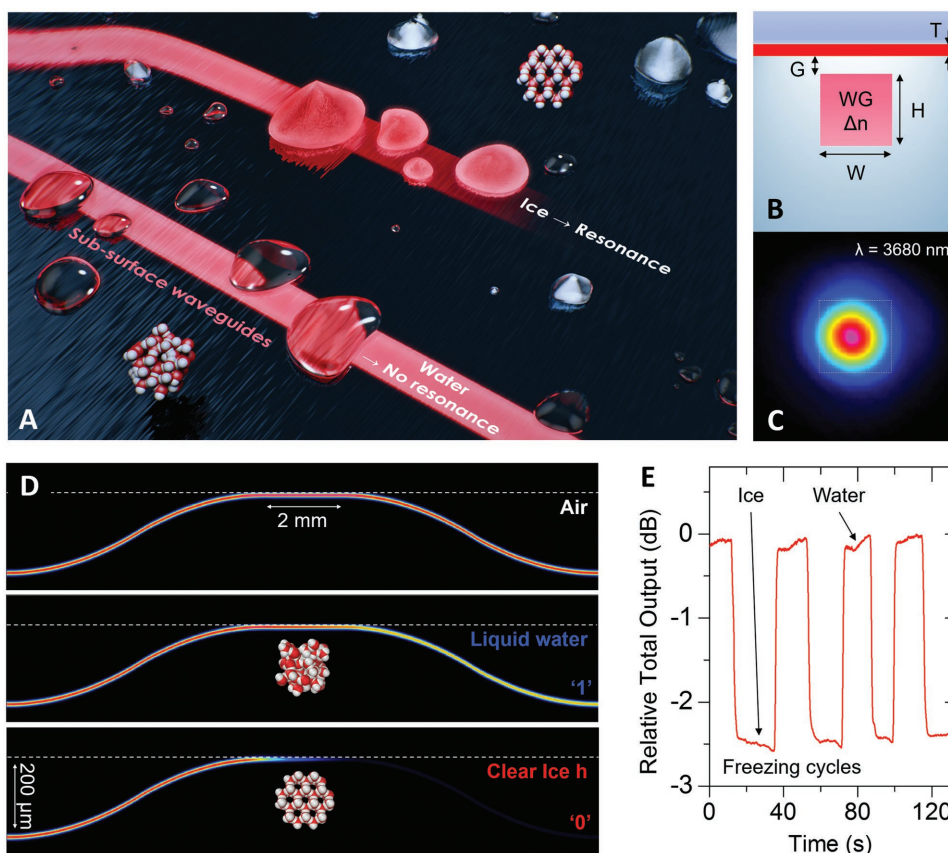 A
Ice → Resonance
Sub-surface waveguides
Water
→ No resonance
T
G
WG
Δn
H
W
B
λ = 3680 nm
C
D
Air
2 mm
Liquid water
'1'
200 μm
Clear Ice h
'0'
E
Ice
Water
Relative Total Output (dB)
0
-1
-2
-3
Freezing cycles
0
40
80
120
Time (s)